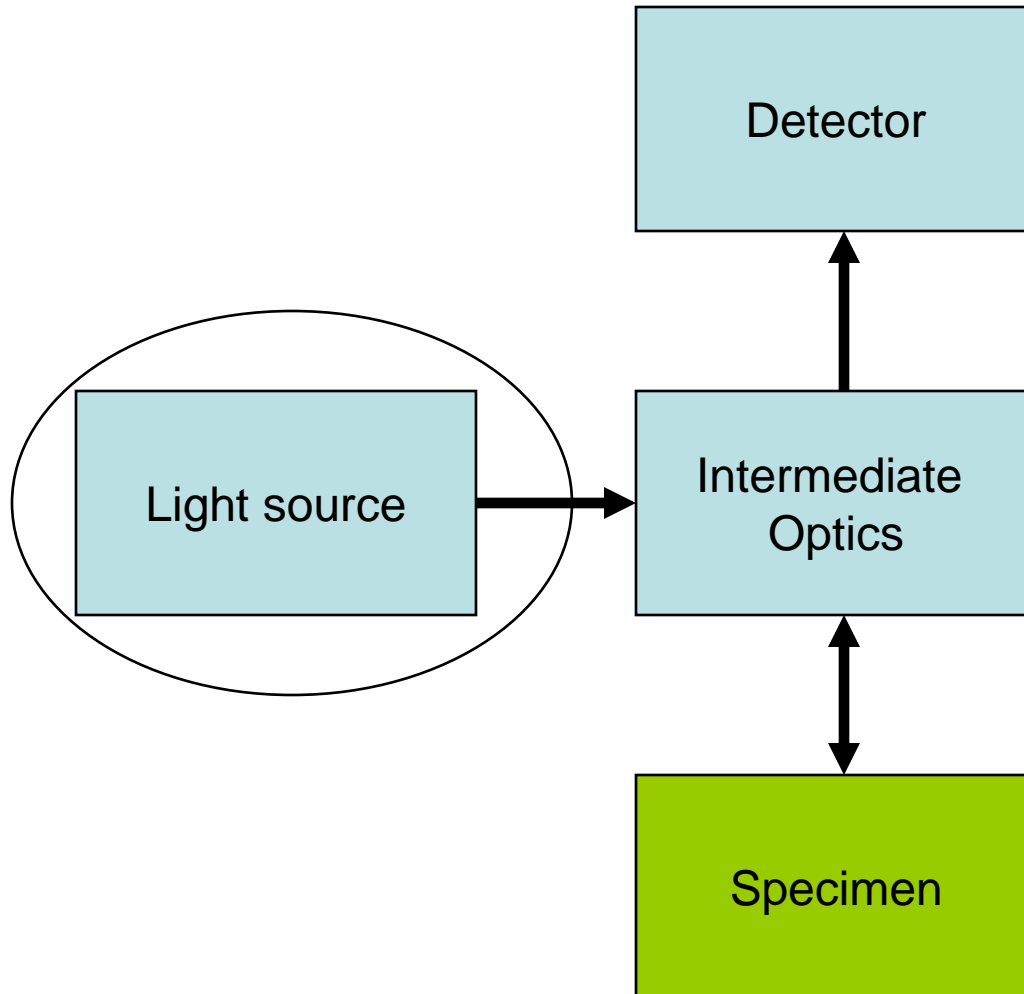 Detector
Light source
Intermediate
Optics
Specimen